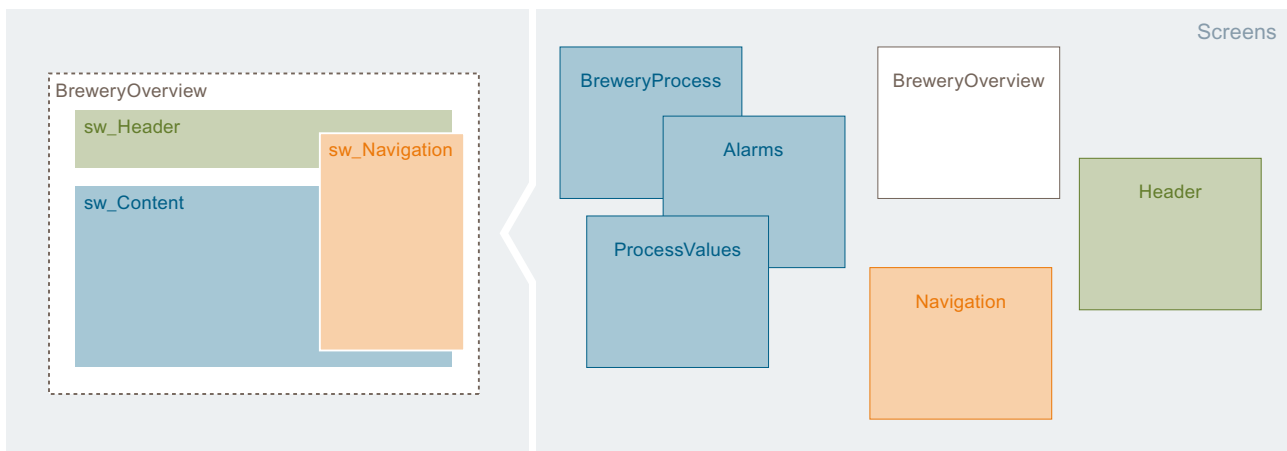 BreweryOverview
sw_Header
sw_Navigation
sw_Content
Screens
BreweryProcess
BreweryOverview
Alarms
Header
ProcessValues
Navigation